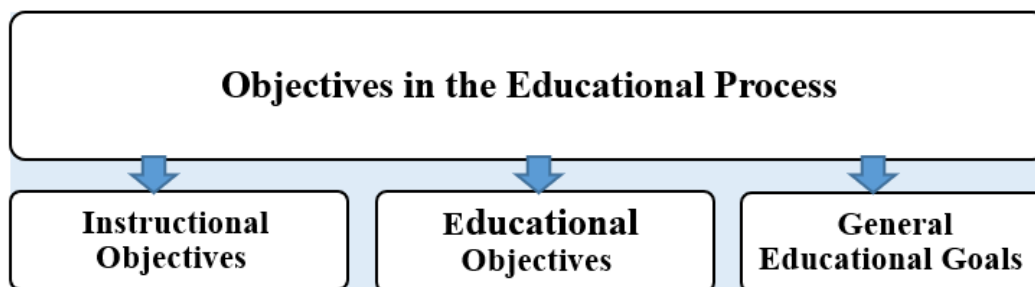 Objectives in the Educational Process
Instructional
Objectives
Educational
Objectives
General
Educational Goals